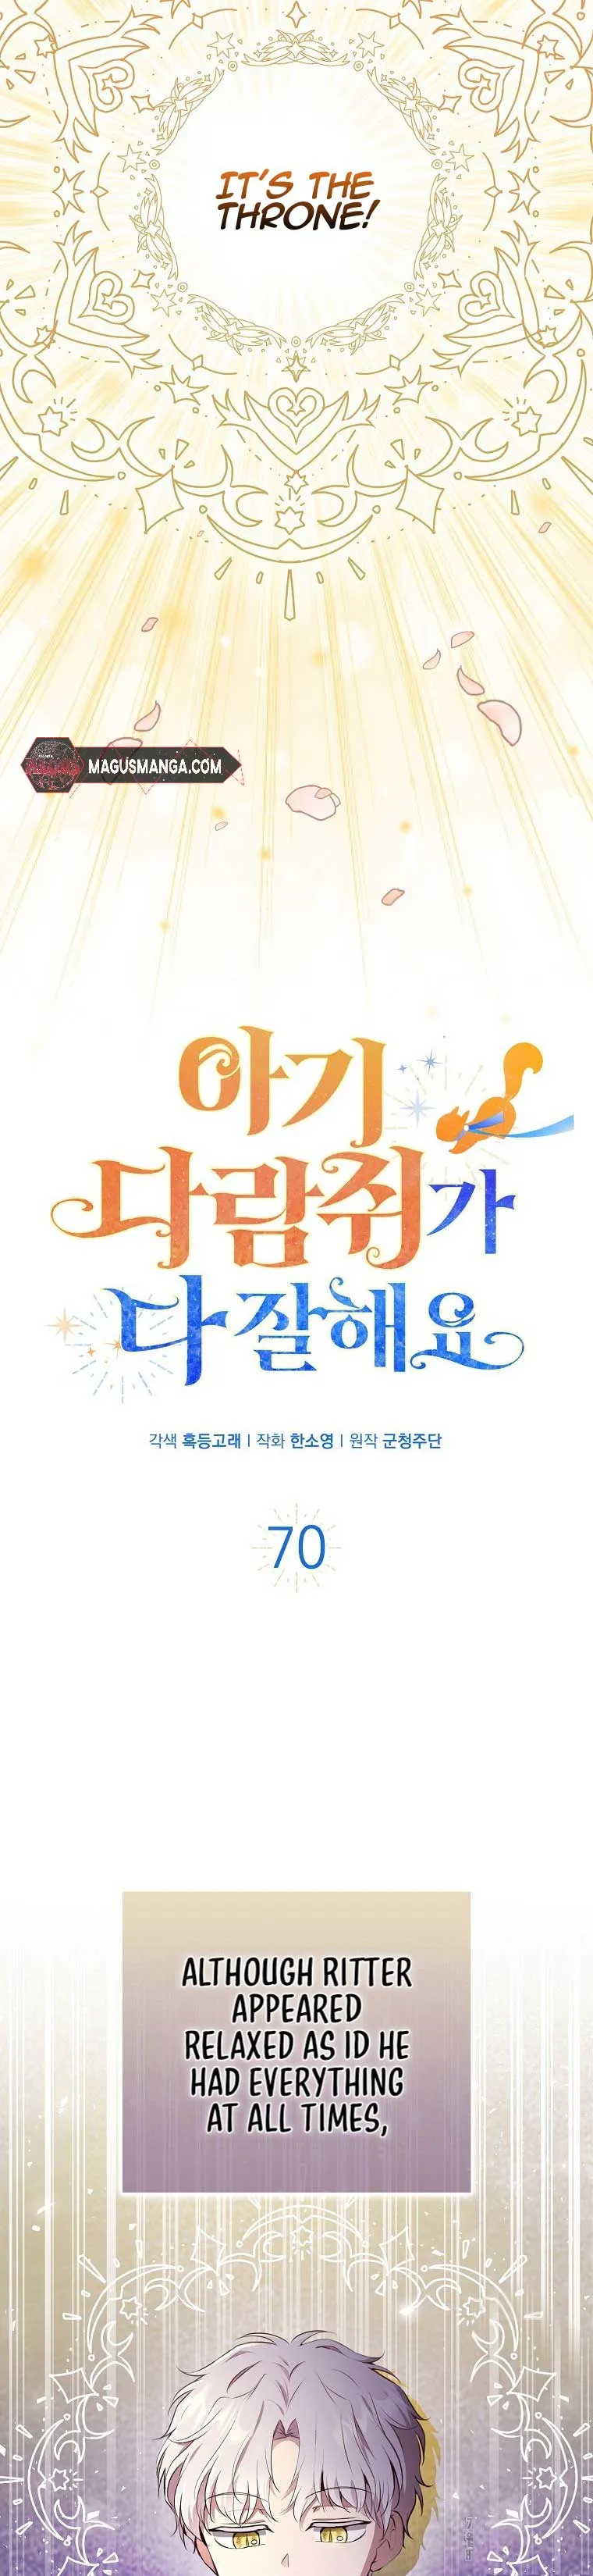 IT'S THE
THRONE!
MAGUSMANGA.COM
아기
다람쥐가
다 잘해요
각색 혹등고래 | 작화 한소영 | 원작 군청주단
70
ALTHOUGH RITTER
APPEARED
RELAXED AS ID HE
HAD EVERYTHING
AT ALL TIMES,